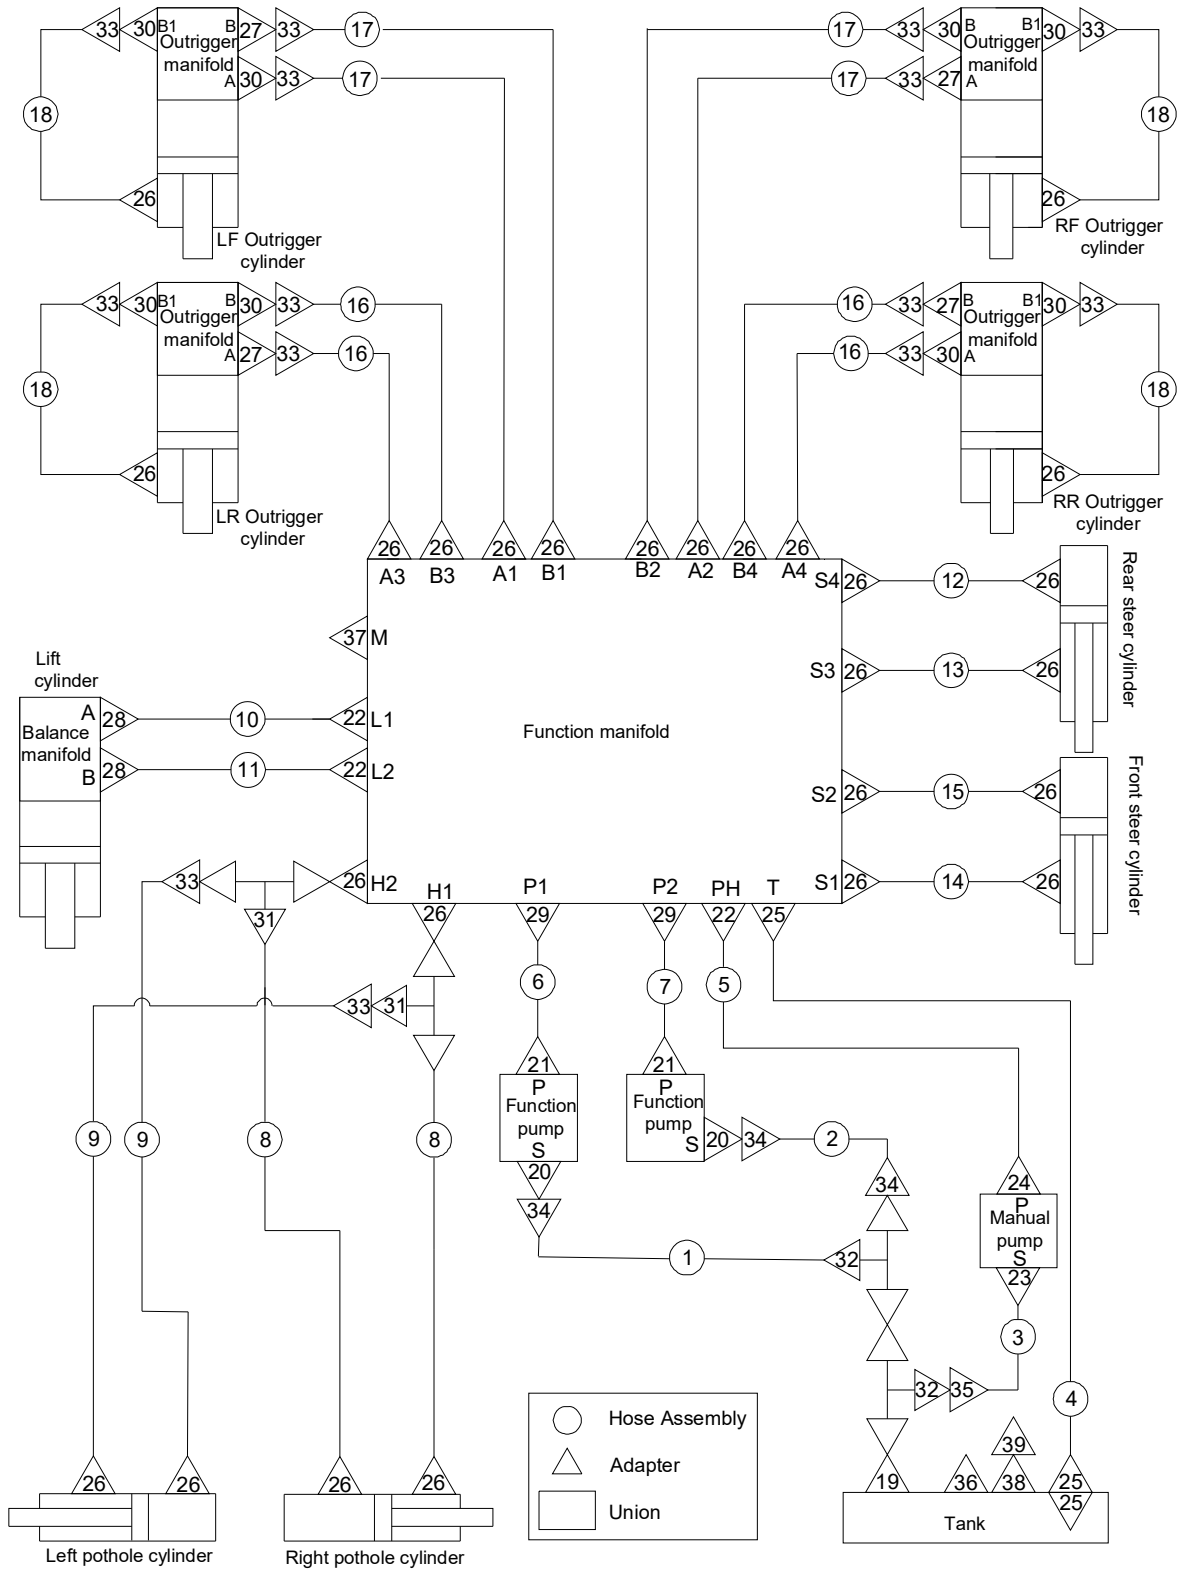 33 30 B1 B 27 33 17
Outrigger
manifold
A 30 33 17
18
26
LF Outrigger
cylinder
17 33 30 B B1 30 33
Outrigger
manifold
17 33 27 A
18
26
RF Outrigger
cylinder
33 30 B1 B 30 33 16
Outrigger
manifold
A 27 33 16
18
26
LR Outrigger
cylinder
16 33 27 B B1 30 33
Outrigger
manifold
16 33 30 A
18
26
RR Outrigger
cylinder
26 26 26 26 26 26 26 26
A3 B3 A1 B1 B2 A2 B4 A4
S4 26 12 26
S3 26 13 26
Rear steer cylinder
37 M
Lift
cylinder
A 28 10 22 L1
Balance
manifold
B 28 11 22 L2
Function manifold
S2 26 15 26
S1 26 14 26
Front steer cylinder
33 26 H2
31
H1 P1 P2 PH T
26 29 29 22 25
6 7 5
33 31
21 21
P
Function
pump
S
20
34
P
Function
pump
S 20 34 2
9 9 8 8
34
24
P
Manual
pump
S
23
1 32
3
32 35
4
Hose Assembly
Adapter
Union
39
19 36 38 25
25
Tank
26 26 26 26
Left pothole cylinder
Right pothole cylinder